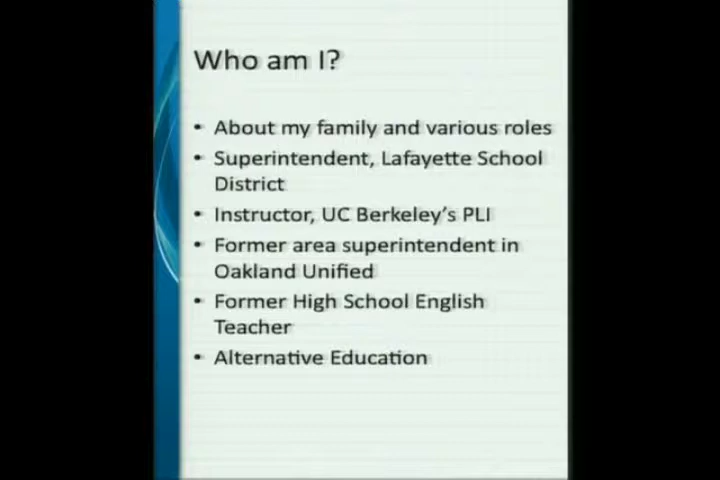 Who am I?
• About my family and various roles
• Superintendent, Lafayette School
District
• Instructor, UC Berkeley's PLI
• Former area superintendent in
Oakland Unified
• Former High School English
Teacher
• Alternative Education